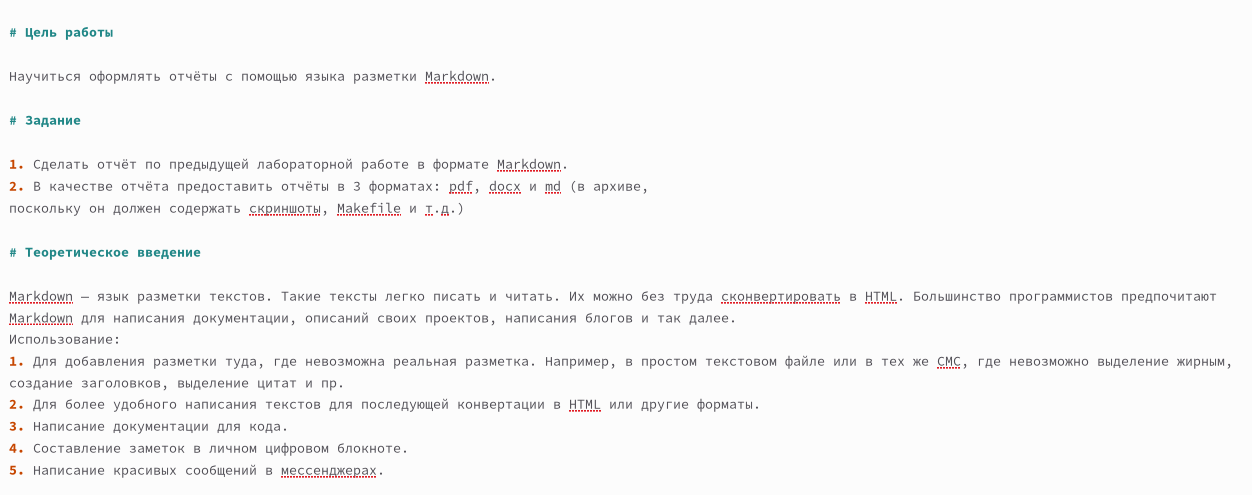 # Цель работы
Научиться оформлять отчёты с помощью языка разметки Markdown.
# Задание
1. Сделать отчёт по предыдущей лабораторной работе в формате Markdown.
2. В качестве отчёта предоставить отчёты в 3 форматах: pdf, docx и md (в архиве,
поскольку он должен содержать скриншоты, Makefile и т.д.)
# Теоретическое введение
Markdown — язык разметки текстов. Такие тексты легко писать и читать. Их можно без труда сконвертировать в HTML. Большинство программистов предпочитают
Markdown для написания документации, описаний своих проектов, написания блогов и так далее.
Использование:
1. Для добавления разметки туда, где невозможна реальная разметка. Например, в простом текстовом файле или в тех же СМС, где невозможно выделение жирным,
создание заголовков, выделение цитат и пр.
2. Для более удобного написания текстов для последующей конвертации в HTML или другие форматы.
3. Написание документации для кода.
4. Составление заметок в личном цифровом блокноте.
5. Написание красивых сообщений в мессенджерах.